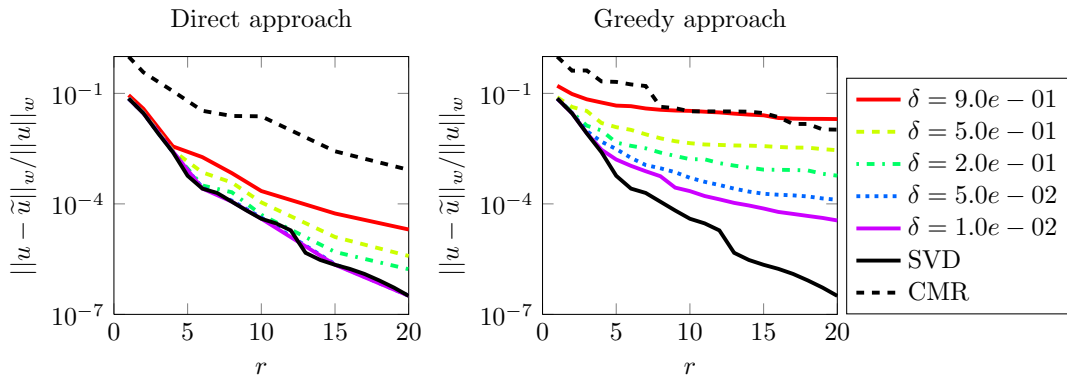 Direct approach
||u − ũ||_w/||u||_w
10^−1
10^−4
10^−7
0 5 10 15 20
r
Greedy approach
||u − ũ||_w/||u||_w
10^−1
10^−4
10^−7
0 5 10 15 20
r
δ = 9.0e − 01
δ = 5.0e − 01
δ = 2.0e − 01
δ = 5.0e − 02
δ = 1.0e − 02
SVD
CMR